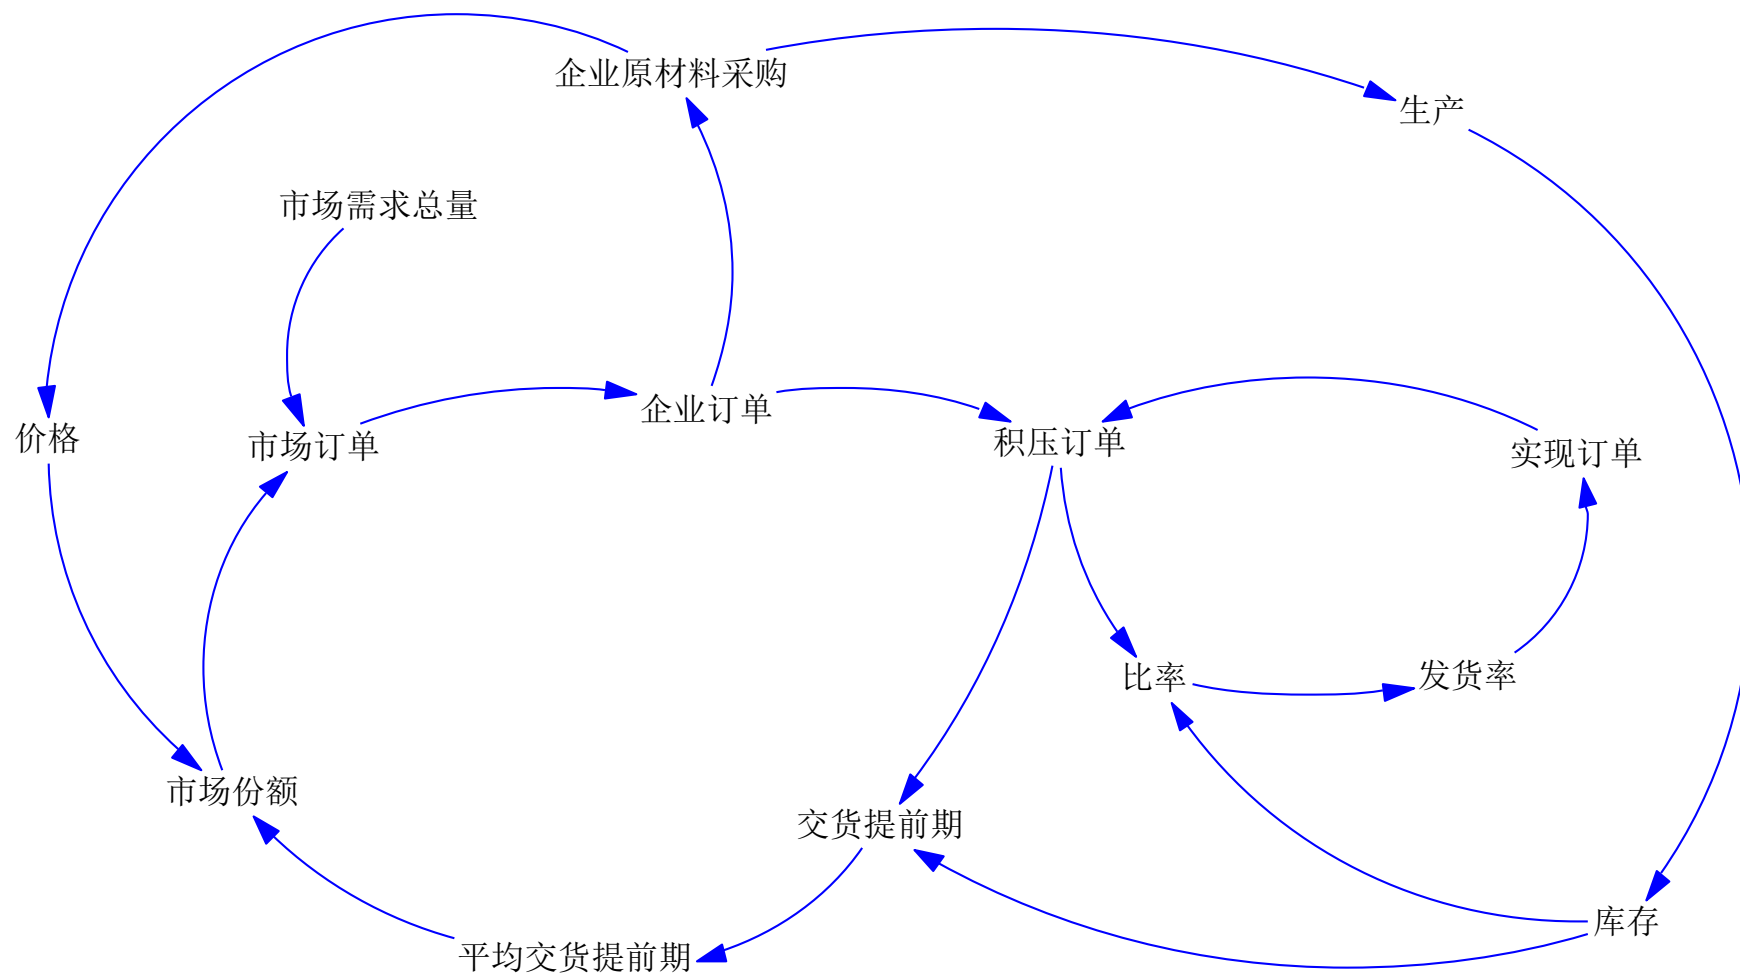 企业原材料采购
生产
市场需求总量
企业订单
价格
市场订单
积压订单
实现订单
比率
发货率
市场份额
交货提前期
库存
平均交货提前期